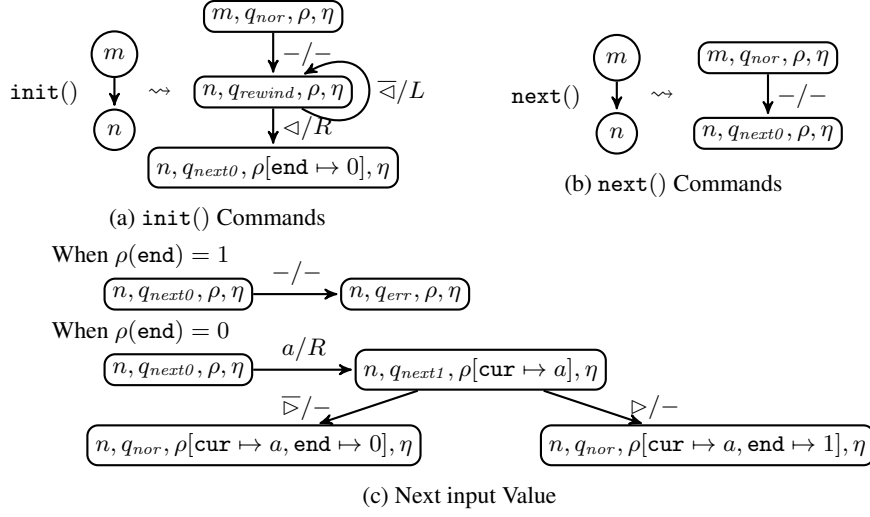 m, q_nor, ρ, η
−/−
init() m n ⇝ n, q_rewind, ρ, η
◁̅/L
◁/R
n, q_next0, ρ[end ↦ 0], η
(a) init() Commands
next() m n ⇝ m, q_nor, ρ, η
−/−
n, q_next0, ρ, η
(b) next() Commands
When ρ(end) = 1
n, q_next0, ρ, η −/− n, q_err, ρ, η
When ρ(end) = 0
n, q_next0, ρ, η a/R n, q_next1, ρ[cur ↦ a], η
▷̅/− ▷/−
n, q_nor, ρ[cur ↦ a, end ↦ 0], η n, q_nor, ρ[cur ↦ a, end ↦ 1], η
(c) Next input Value